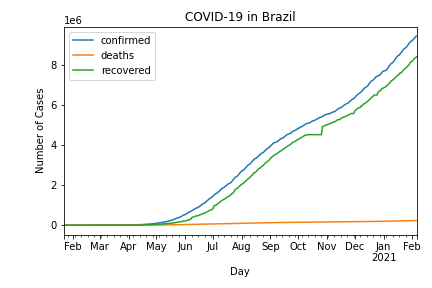 COVID-19 in Brazil
1e6
confirmed
deaths
recovered
8
6
4
2
0
Number of Cases
Feb Mar Apr May Jun Jul Aug Sep Oct Nov Dec Jan Feb
2021
Day